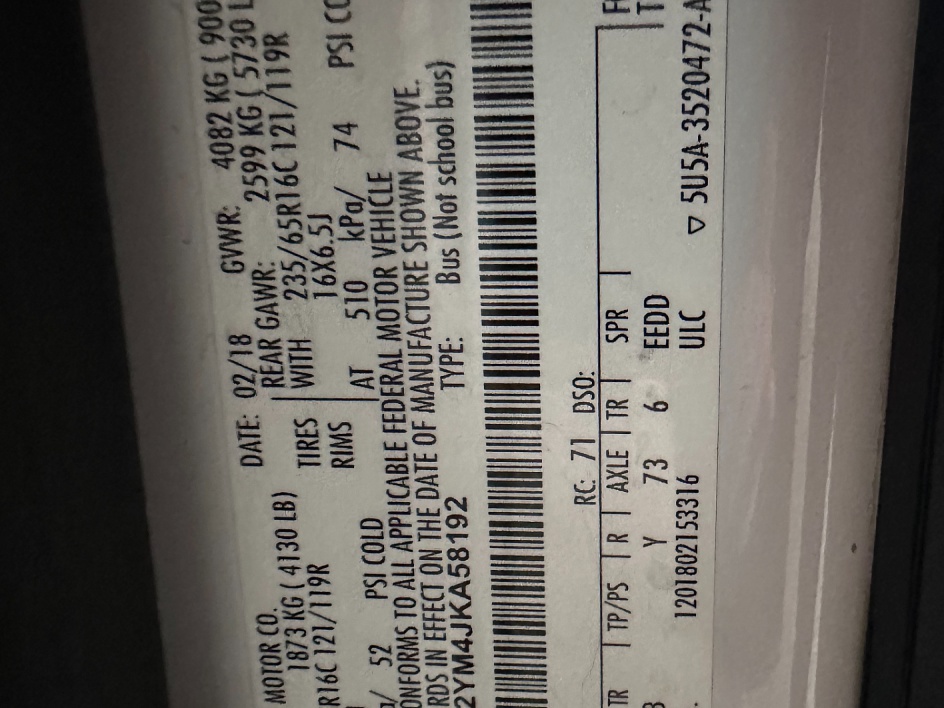 MOTOR CO. DATE: 02/18 GVWR: 4082 KG ( 900
1873 KG ( 4130 LB) REAR GAWR: 2599 KG ( 5730 L
R16C 121/119R TIRES WITH 235/65R16C 121/119R
RIMS 16X6.5J
/ 52 PSI COLD AT 510 kPa/ 74 PSI CO
ONFORMS TO ALL APPLICABLE FEDERAL MOTOR VEHICLE
RDS IN EFFECT ON THE DATE OF MANUFACTURE SHOWN ABOVE.
2YM4JKA58192 TYPE: Bus (Not school bus)
RC: 71 DSO:
TR | TP/PS | R | AXLE | TR | SPR |
Y 73 6 EEDD
1201802153316 ULC ▽ 5U5A-3520472-A